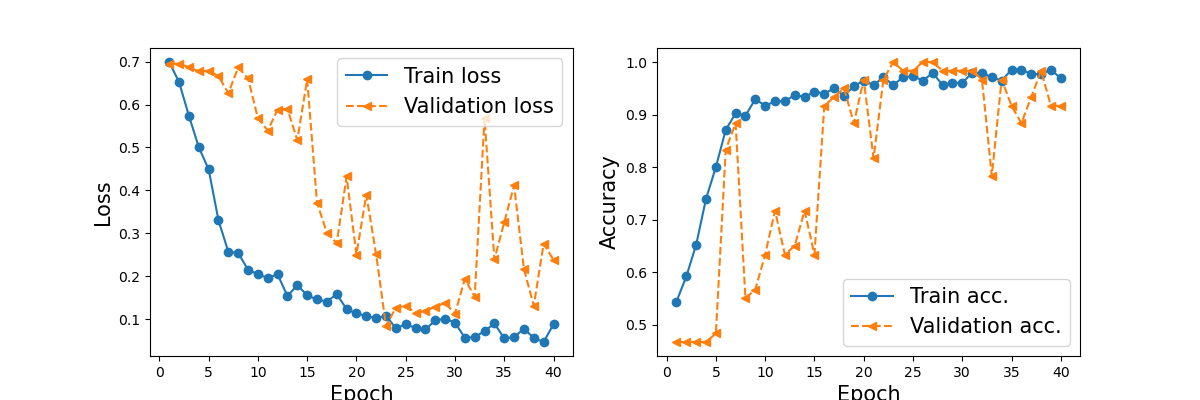 0.7
0.6
0.5
0.4
0.3
0.2
0.1
Loss
0 5 10 15 20 25 30 35 40
Epoch
Train loss
Validation loss
1.0
0.9
0.8
0.7
0.6
0.5
Accuracy
0 5 10 15 20 25 30 35 40
Epoch
Train acc.
Validation acc.